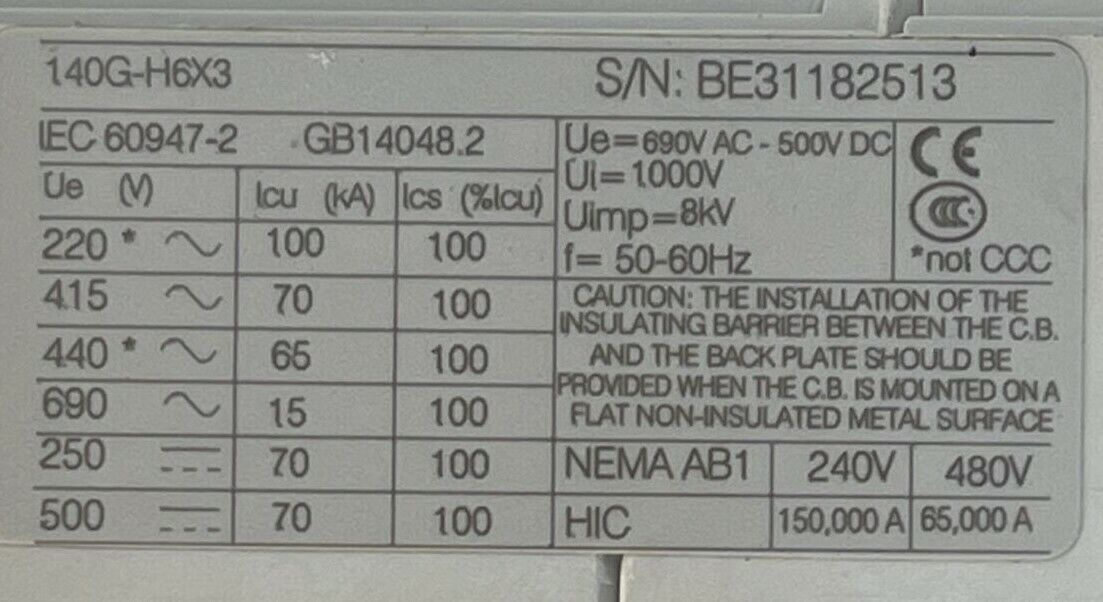 140G-H6X3
S/N: BE31182513
IEC 60947-2 GB14048.2
Ue (V) Icu (kA) Ics (%Icu)
220 * 100 100
415 70 100
440 * 65 100
690 15 100
250 70 100
500 70 100
Ue=690V AC - 500V DC
Ui=1000V
Uimp=8kV
f= 50-60Hz
CE
CCC
*not CCC
CAUTION: THE INSTALLATION OF THE
INSULATING BARRIER BETWEEN THE C.B.
AND THE BACK PLATE SHOULD BE
PROVIDED WHEN THE C.B. IS MOUNTED ON A
FLAT NON-INSULATED METAL SURFACE
NEMA AB1 240V 480V
HIC 150,000 A 65,000 A